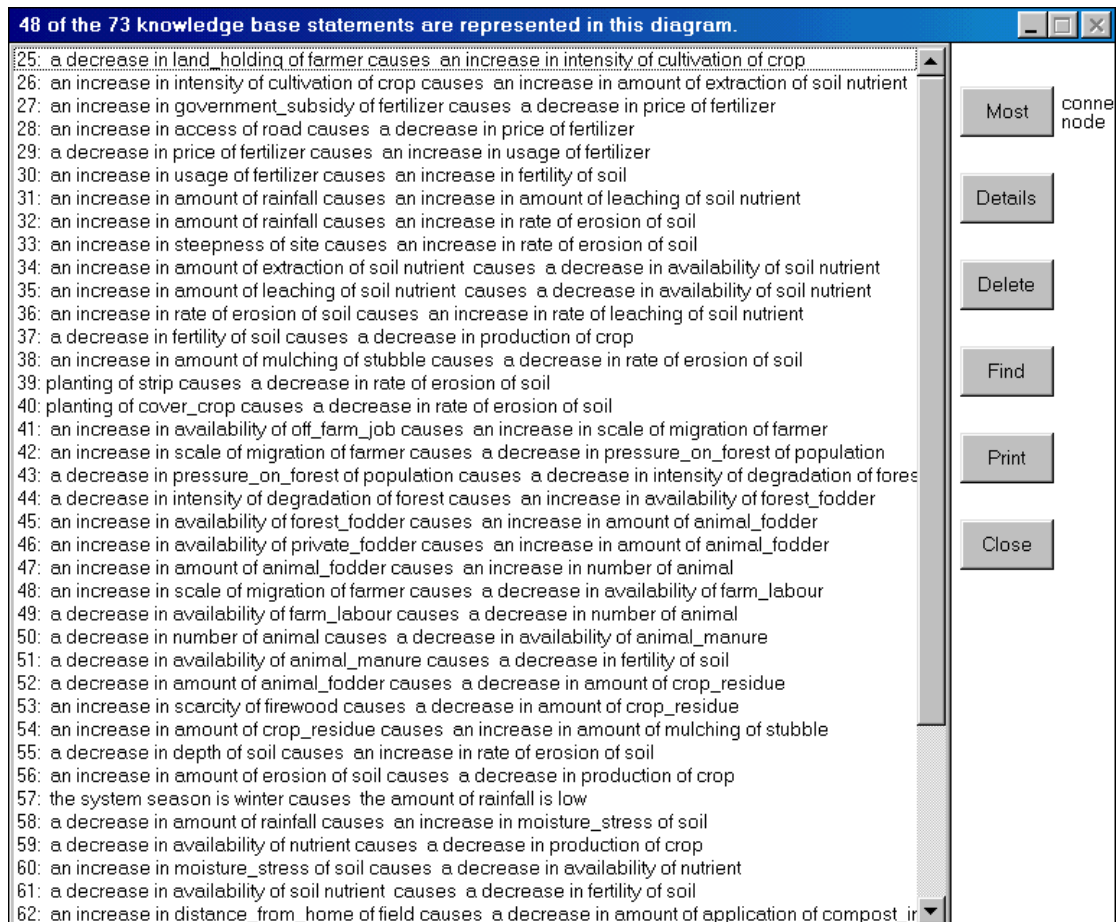 48 of the 73 knowledge base statements are represented in this diagram.
25: a decrease in land_holding of farmer causes an increase in intensity of cultivation of crop
26: an increase in intensity of cultivation of crop causes an increase in amount of extraction of soil nutrient
27: an increase in government_subsidy of fertilizer causes a decrease in price of fertilizer
28: an increase in access of road causes a decrease in price of fertilizer
29: a decrease in price of fertilizer causes an increase in usage of fertilizer
30: an increase in usage of fertilizer causes an increase in fertility of soil
31: an increase in amount of rainfall causes an increase in amount of leaching of soil nutrient
32: an increase in amount of rainfall causes an increase in rate of erosion of soil
33: an increase in steepness of site causes an increase in rate of erosion of soil
34: an increase in amount of extraction of soil nutrient causes a decrease in availability of soil nutrient
35: an increase in amount of leaching of soil nutrient causes a decrease in availability of soil nutrient
36: an increase in rate of erosion of soil causes an increase in rate of leaching of soil nutrient
37: a decrease in fertility of soil causes a decrease in production of crop
38: an increase in amount of mulching of stubble causes a decrease in rate of erosion of soil
39: planting of strip causes a decrease in rate of erosion of soil
40: planting of cover_crop causes a decrease in rate of erosion of soil
41: an increase in availability of off_farm_job causes an increase in scale of migration of farmer
42: an increase in scale of migration of farmer causes a decrease in pressure_on_forest of population
43: a decrease in pressure_on_forest of population causes a decrease in intensity of degradation of fores
44: a decrease in intensity of degradation of forest causes an increase in availability of forest_fodder
45: an increase in availability of forest_fodder causes an increase in amount of animal_fodder
46: an increase in availability of private_fodder causes an increase in amount of animal_fodder
47: an increase in amount of animal_fodder causes an increase in number of animal
48: an increase in scale of migration of farmer causes a decrease in availability of farm_labour
49: a decrease in availability of farm_labour causes a decrease in number of animal
50: a decrease in number of animal causes a decrease in availability of animal_manure
51: a decrease in availability of animal_manure causes a decrease in fertility of soil
52: a decrease in amount of animal_fodder causes a decrease in amount of crop_residue
53: an increase in scarcity of firewood causes a decrease in amount of crop_residue
54: an increase in amount of crop_residue causes an increase in amount of mulching of stubble
55: a decrease in depth of soil causes an increase in rate of erosion of soil
56: an increase in amount of erosion of soil causes a decrease in production of crop
57: the system season is winter causes the amount of rainfall is low
58: a decrease in amount of rainfall causes an increase in moisture_stress of soil
59: a decrease in availability of nutrient causes a decrease in production of crop
60: an increase in moisture_stress of soil causes a decrease in availability of nutrient
61: a decrease in availability of soil nutrient causes a decrease in fertility of soil
62: an increase in distance_from_home of field causes a decrease in amount of application of compost_ir
Most
conne
node
Details
Delete
Find
Print
Close